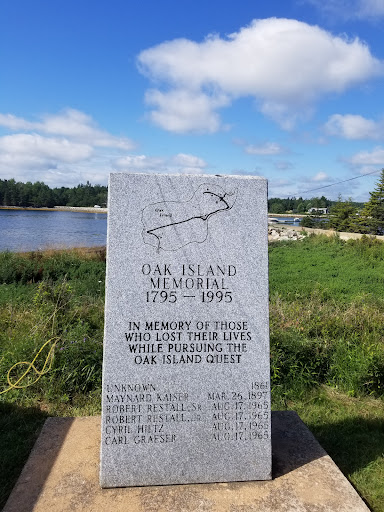 OAK ISLAND
MEMORIAL
1795 — 1995
IN MEMORY OF THOSE
WHO LOST THEIR LIVES
WHILE PURSUING THE
OAK ISLAND QUEST
UNKNOWN 1861
MAYNARD KAISER MAR. 26, 1897
ROBERT RESTALL, SR. AUG. 17, 1965
ROBERT RESTALL, JR. AUG. 17, 1965
CYRIL HILTZ AUG. 17, 1965
CARL GRAESER AUG. 17, 1965